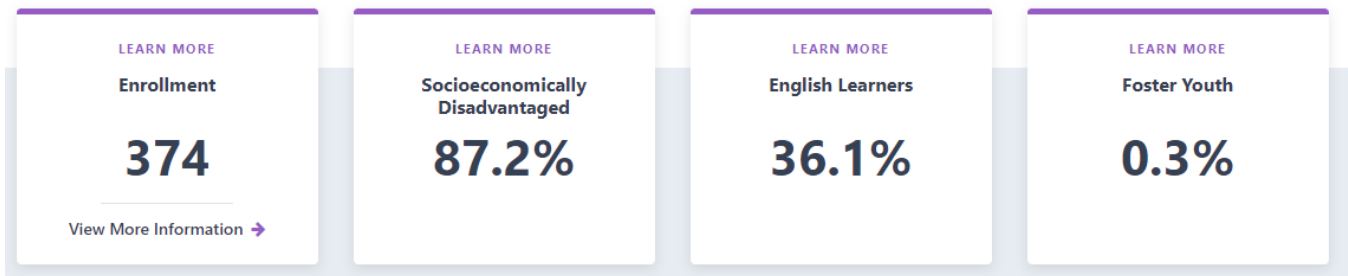 LEARN MORE
Enrollment
374
View More Information
LEARN MORE
Socioeconomically
Disadvantaged
87.2%
LEARN MORE
English Learners
36.1%
LEARN MORE
Foster Youth
0.3%